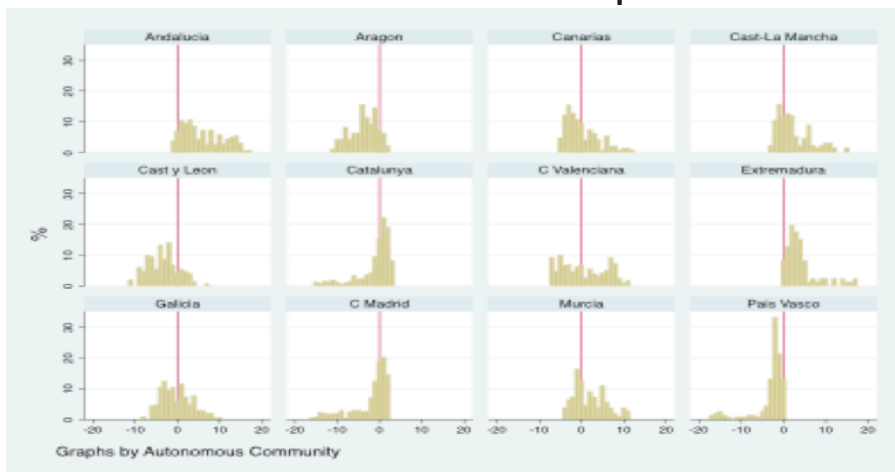 Andalucia Aragon Canarias Cast-La Mancha
0 10 20 30
Cast y Leon Catalunya C Valenciana Extremadura
%
0 10 20 30
Galicia C Madrid Murcia Pais Vasco
0 10 20 30
-20 -10 0 10 20 -20 -10 0 10 20 -20 -10 0 10 20 -20 -10 0 10 20
Graphs by Autonomous Community